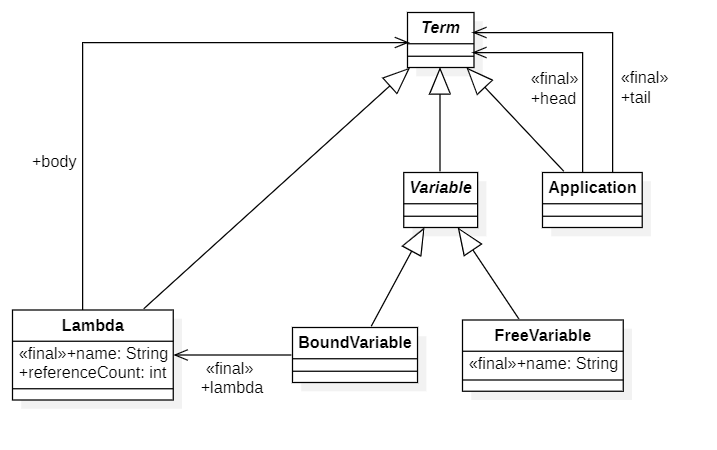 Term
«final»
+head
«final»
+tail
+body
Variable
Application
Lambda
«final»+name: String
+referenceCount: int
BoundVariable
«final»
+lambda
FreeVariable
«final»+name: String